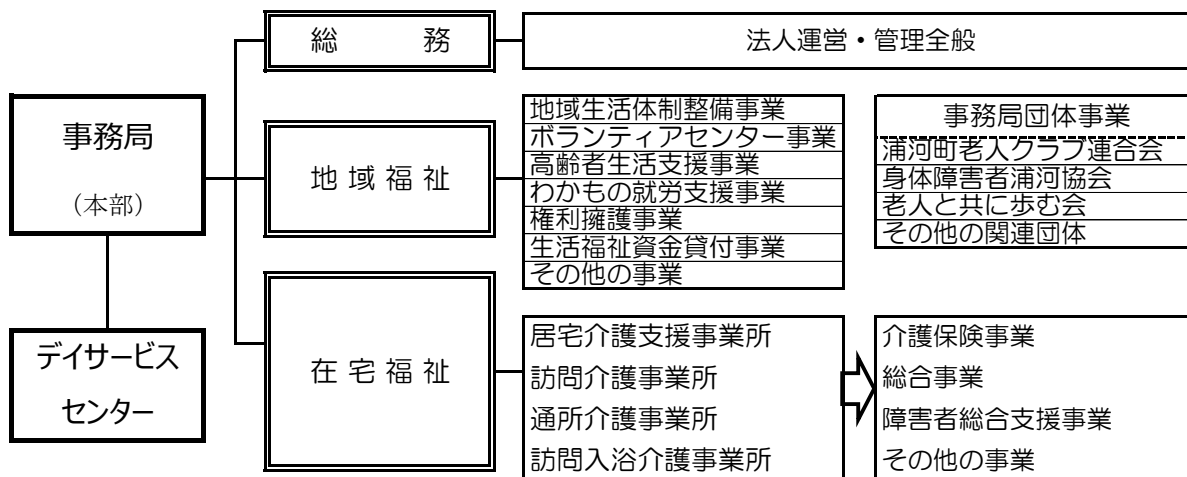 総務
法人運営・管理全般
事務局
（本部）
デイサービス
センター
地域福祉
地域生活体制整備事業
ボランティアセンター事業
高齢者生活支援事業
わかもの就労支援事業
権利擁護事業
生活福祉資金貸付事業
その他の事業
事務局団体事業
浦河町老人クラブ連合会
身体障害者浦河協会
老人と共に歩む会
その他の関連団体
在宅福祉
居宅介護支援事業所
訪問介護事業所
通所介護事業所
訪問入浴介護事業所
介護保険事業
総合事業
障害者総合支援事業
その他の事業